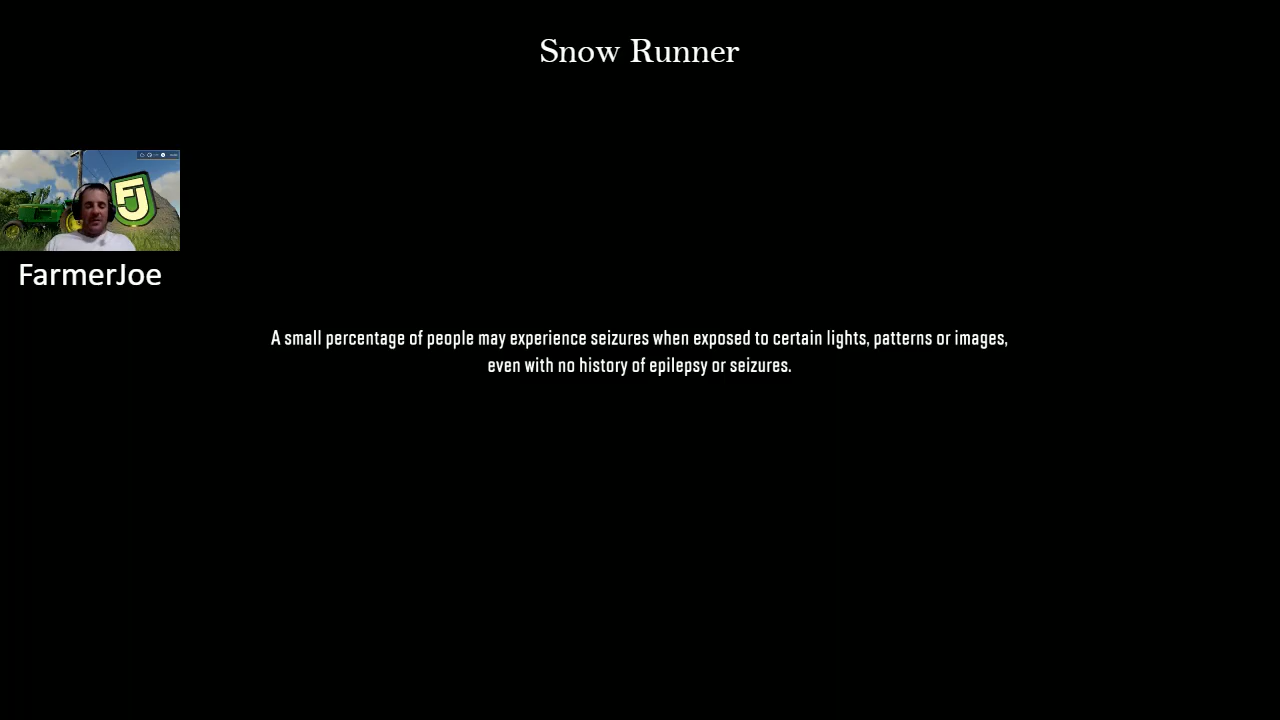 Snow Runner
FJ
FarmerJoe
A small percentage of people may experience seizures when exposed to certain lights, patterns or images,
even with no history of epilepsy or seizures.